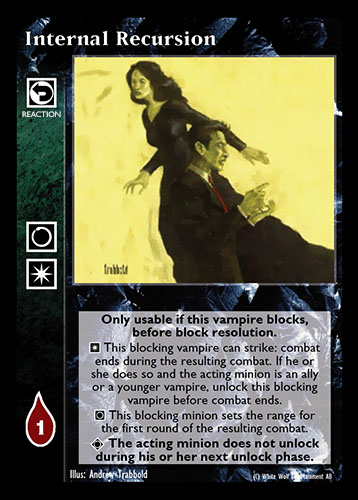 Internal Recursion
REACTION
Trabbold
Only usable if this vampire blocks,
before block resolution.
This blocking vampire can strike: combat
ends during the resulting combat. If he or
she does so and the acting minion is an ally
or a younger vampire, unlock this blocking
vampire before combat ends.
This blocking minion sets the range for
the first round of the resulting combat.
The acting minion does not unlock
during his or her next unlock phase.
1
Illus: Andrew Trabbold
(C) White Wolf Entertainment AB